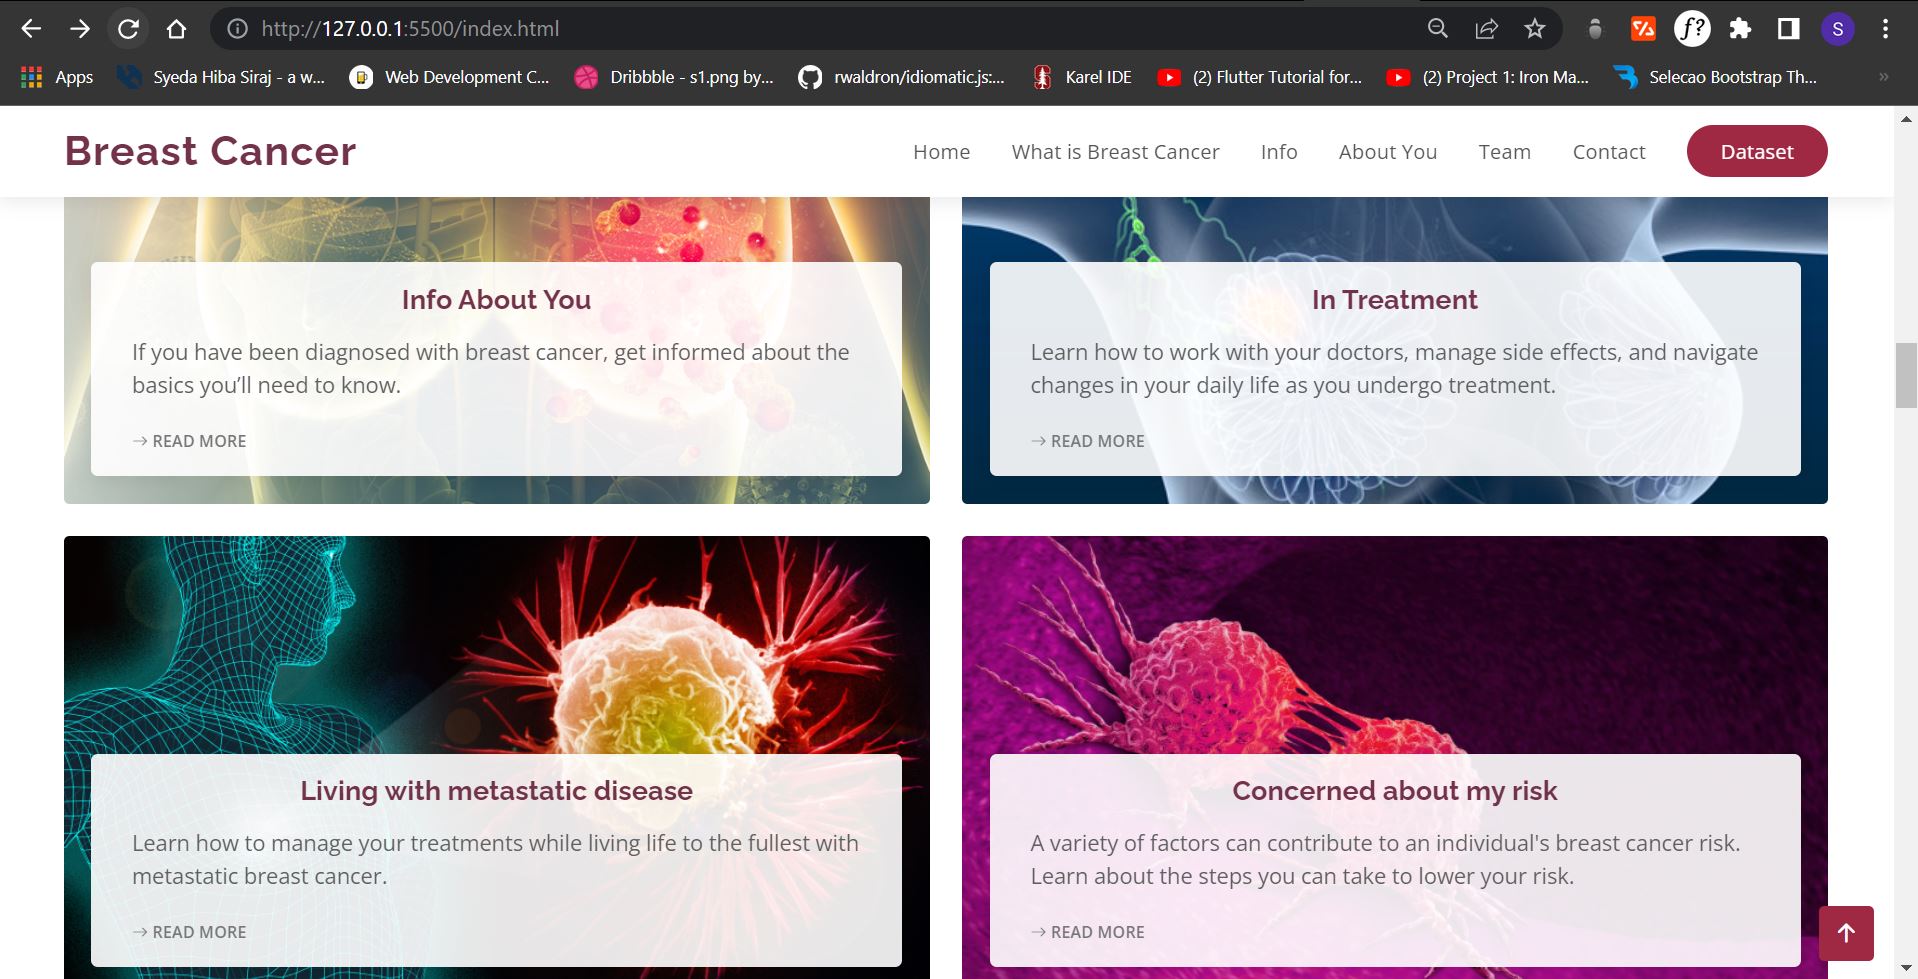 http://127.0.0.1:5500/index.html
S
Apps
Syeda Hiba Siraj - a w...
Web Development C...
Dribbble - s1.png by...
rwaldron/idiomatic.js:...
Karel IDE
(2) Flutter Tutorial for...
(2) Project 1: Iron Ma...
Selecao Bootstrap Th...
»
Breast Cancer
Home
What is Breast Cancer
Info
About You
Team
Contact
Dataset
Info About You
If you have been diagnosed with breast cancer, get informed about the
basics you’ll need to know.
→ READ MORE
In Treatment
Learn how to work with your doctors, manage side effects, and navigate
changes in your daily life as you undergo treatment.
→ READ MORE
Living with metastatic disease
Learn how to manage your treatments while living life to the fullest with
metastatic breast cancer.
→ READ MORE
Concerned about my risk
A variety of factors can contribute to an individual's breast cancer risk.
Learn about the steps you can take to lower your risk.
→ READ MORE